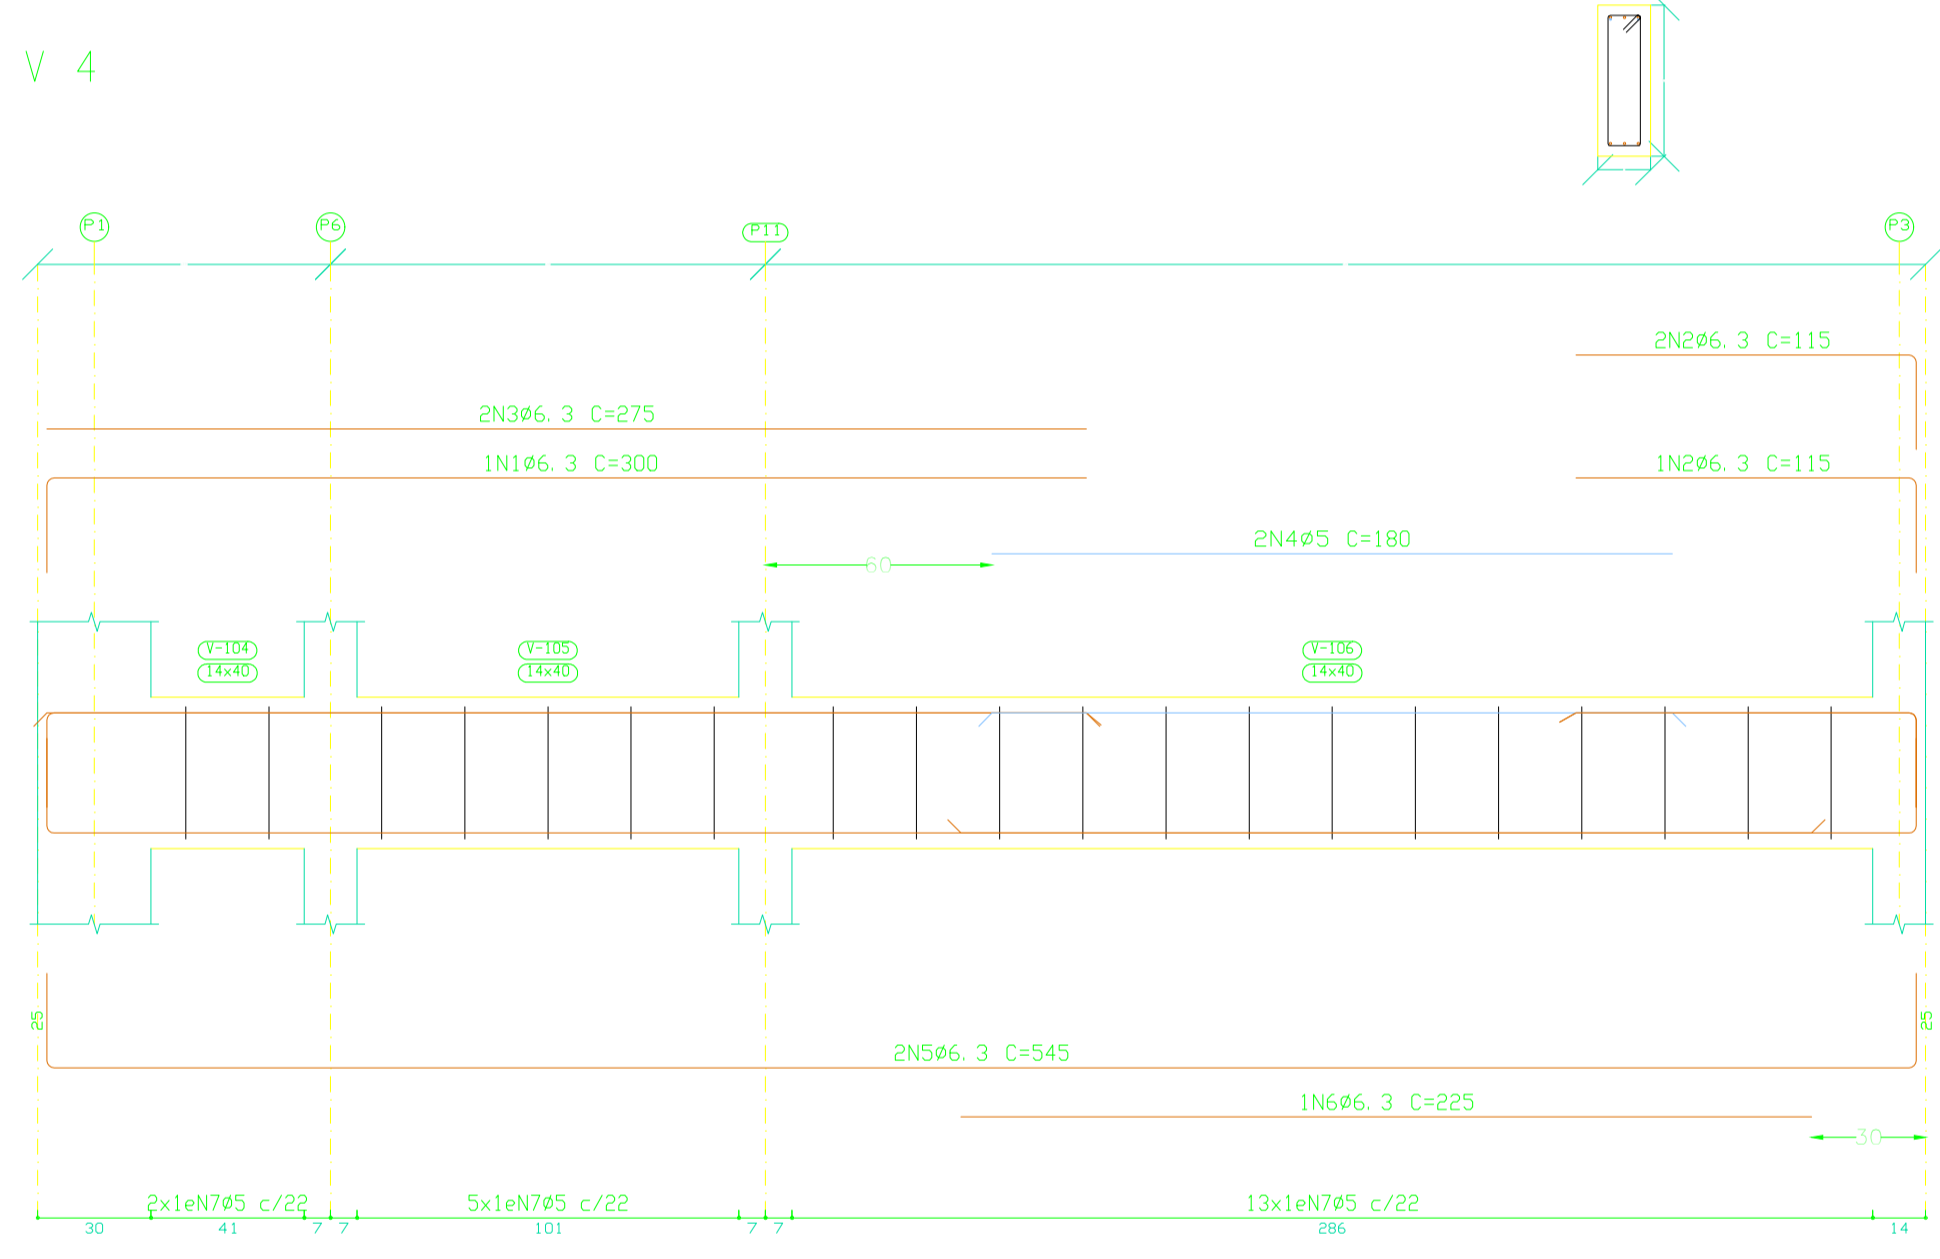 V 4
P1 P6 P11 P3
2N2ø6.3 C=115
2N3ø6.3 C=275
1N1ø6.3 C=300
1N2ø6.3 C=115
2N4ø5 C=180
60
V-104 V-105 V-106
14x40 14x40 14x40
25 25
2N5ø6.3 C=545
1N6ø6.3 C=225
30
2x1eN7ø5 c/22 5x1eN7ø5 c/22 13x1eN7ø5 c/22
30 41 7 7 101 7 7 286 14